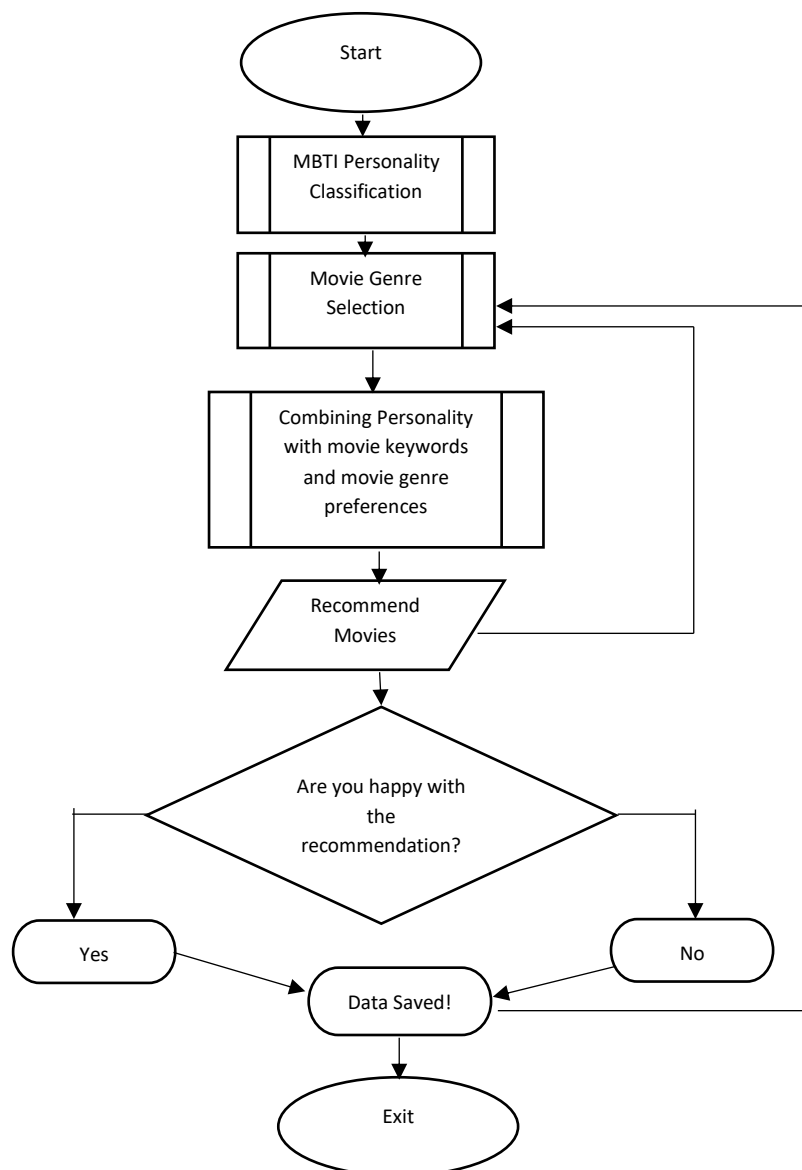 Start
MBTI Personality
Classification
Movie Genre
Selection
Combining Personality
with movie keywords
and movie genre
preferences
Recommend
Movies
Are you happy with
the
recommendation?
Yes
No
Data Saved!
Exit